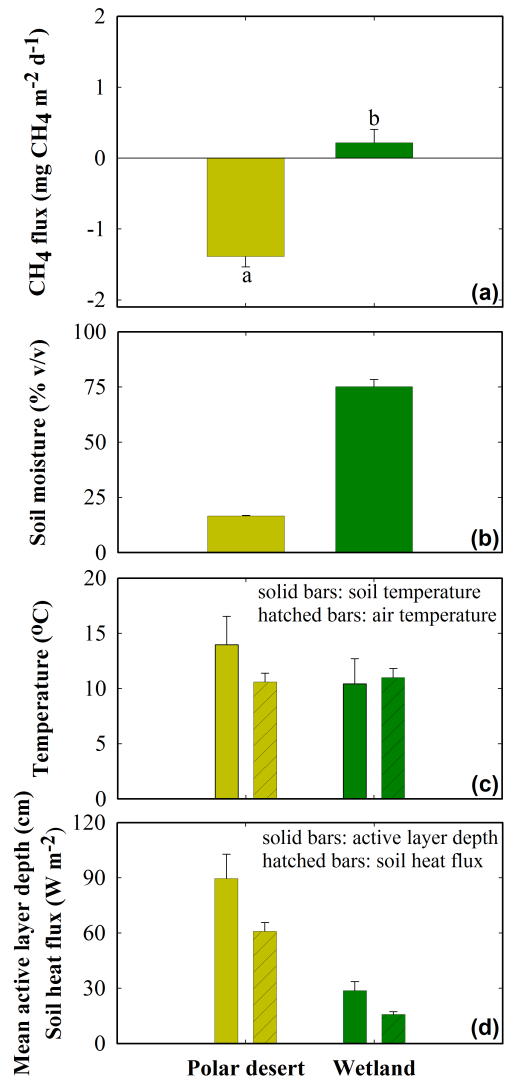 CH4 flux (mg CH4 m-2 d-1)
2
1
0
-1
-2
b
a
(a)
Soil moisture (% v/v)
100
75
50
25
0
(b)
Temperature (ºC)
20
15
10
5
0
solid bars: soil temperature
hatched bars: air temperature
(c)
Mean active layer depth (cm)
Soil heat flux (W m-2)
120
90
60
30
0
solid bars: active layer depth
hatched bars: soil heat flux
(d)
Polar desert Wetland